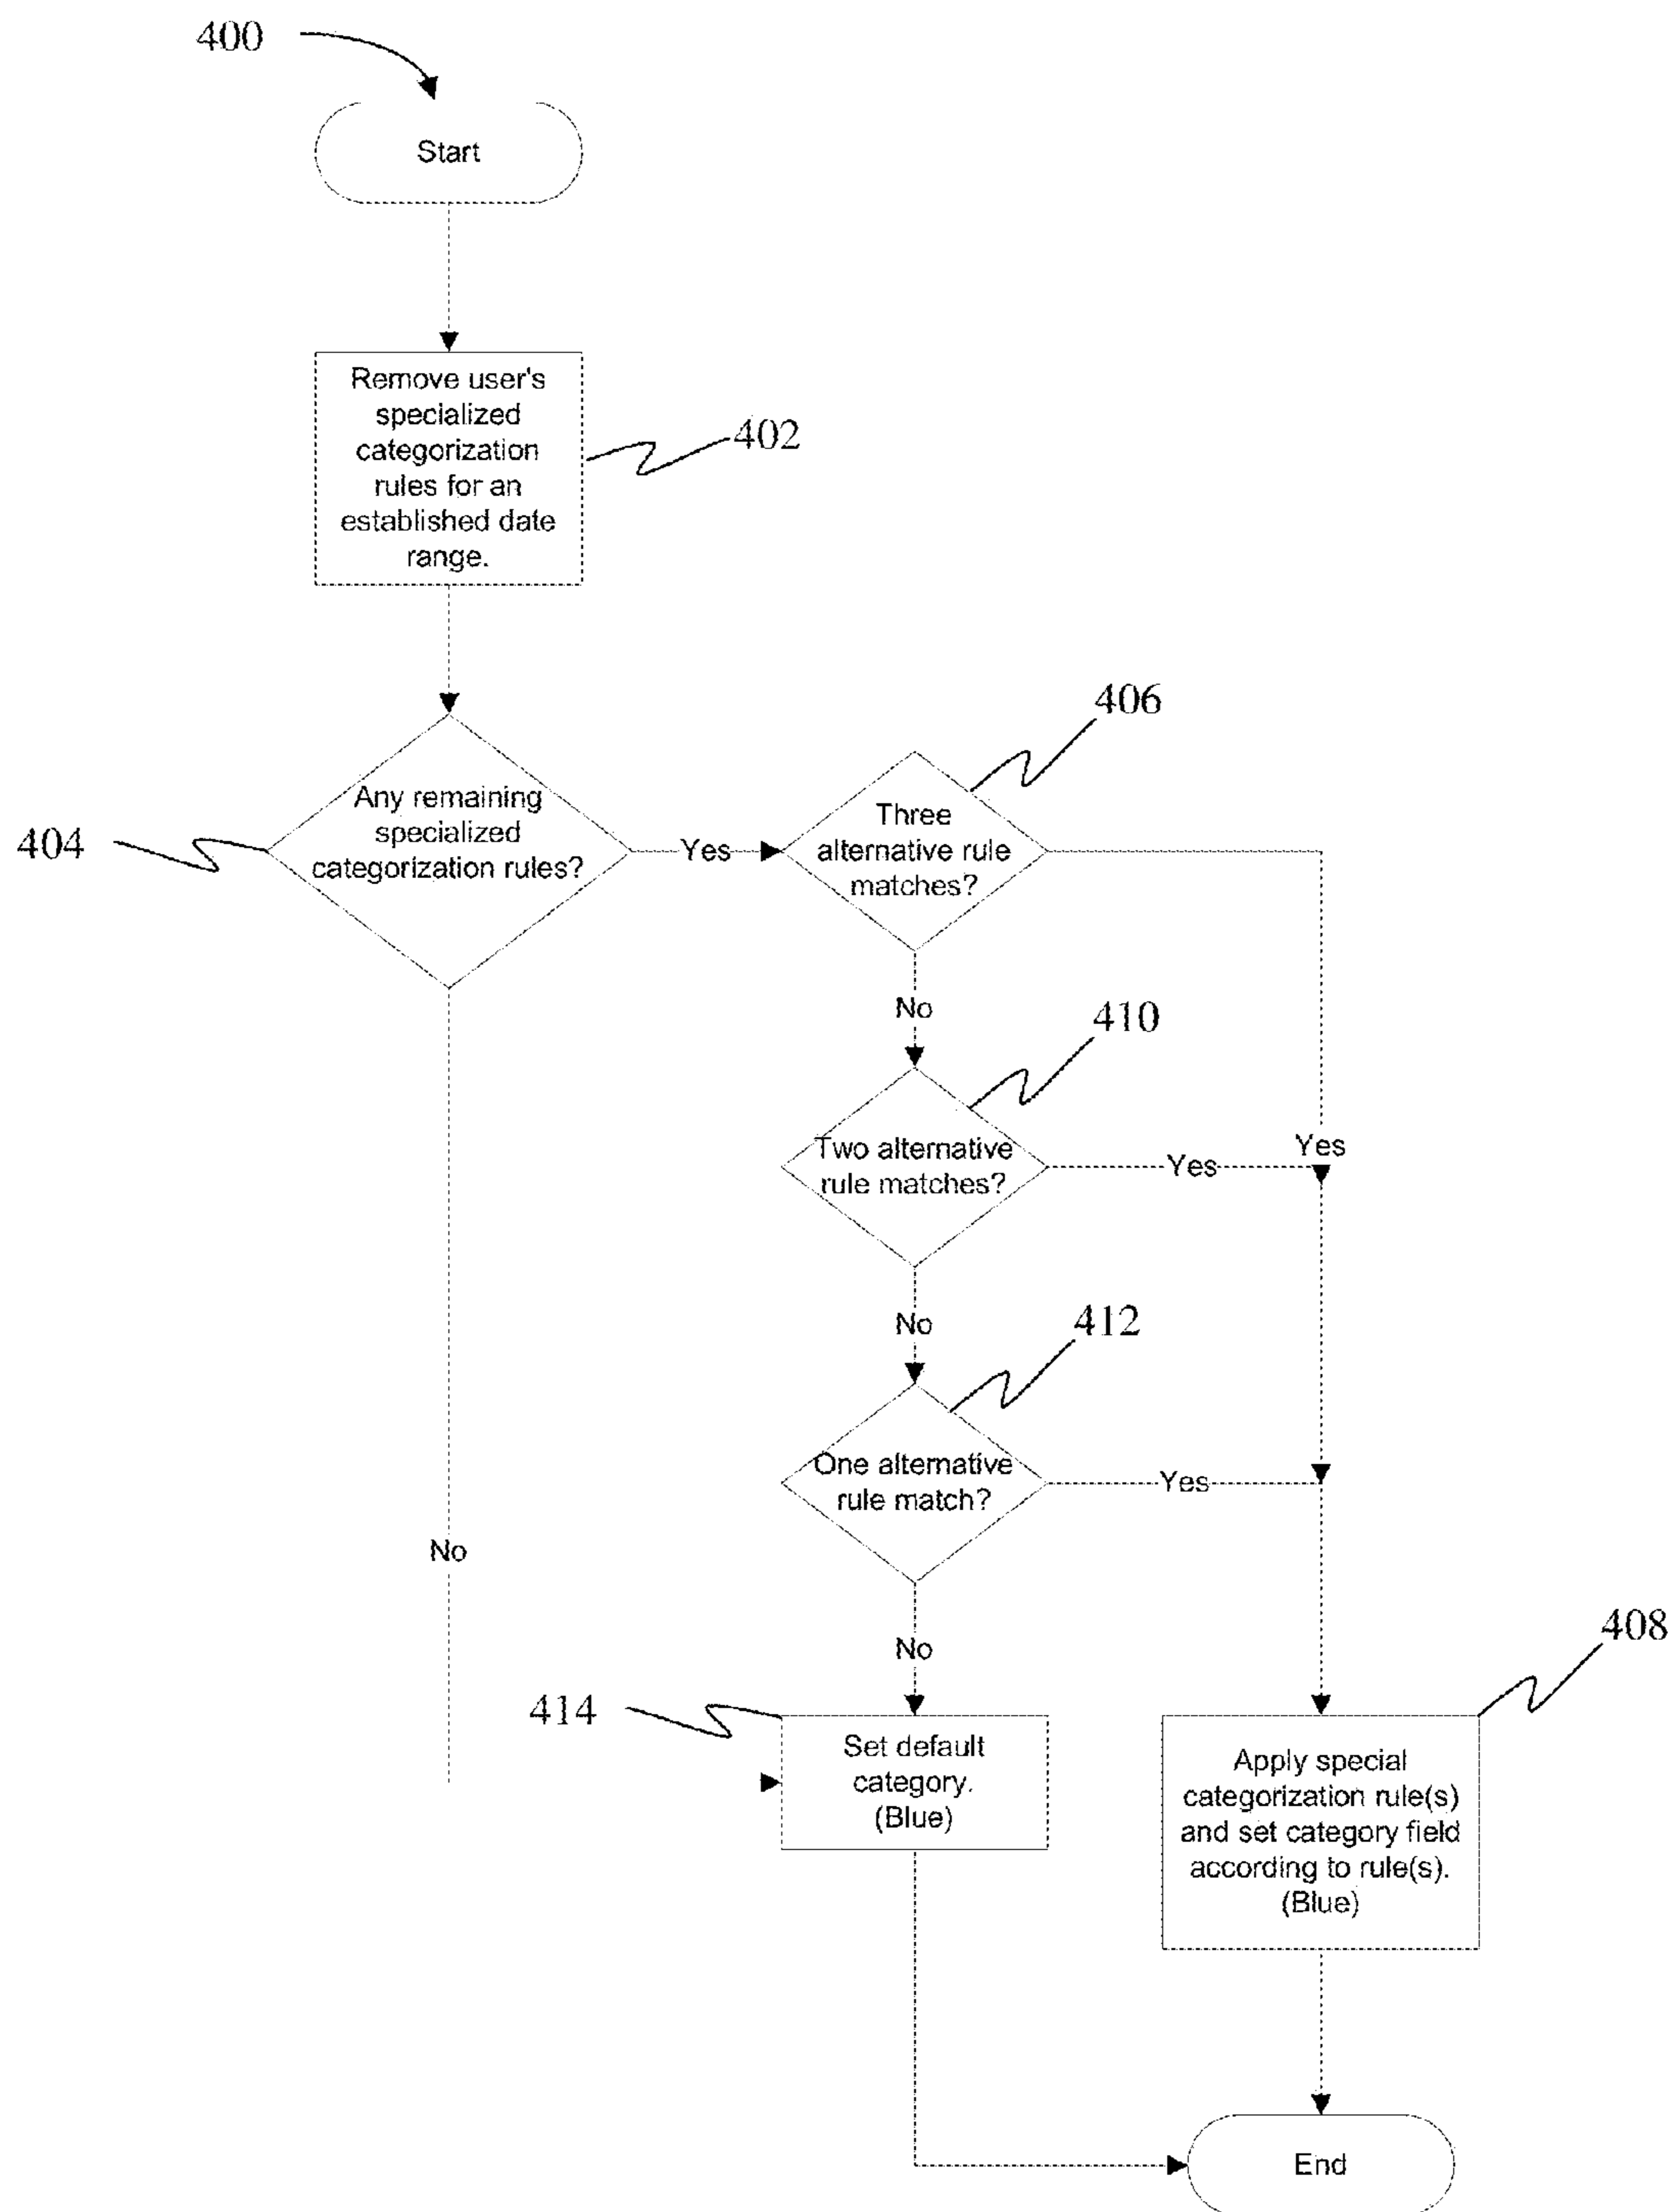 400
Start
Remove user's
specialized
categorization
rules for an
established date
range.
402
Any remaining
specialized
categorization rules?
404
Yes
Three
alternative rule
matches?
406
No
Yes
Two alternative
rule matches?
410
Yes
No
One alternative
rule match?
412
Yes
No
No
Set default
category.
(Blue)
414
Apply special
categorization rule(s)
and set category field
according to rule(s).
(Blue)
408
End